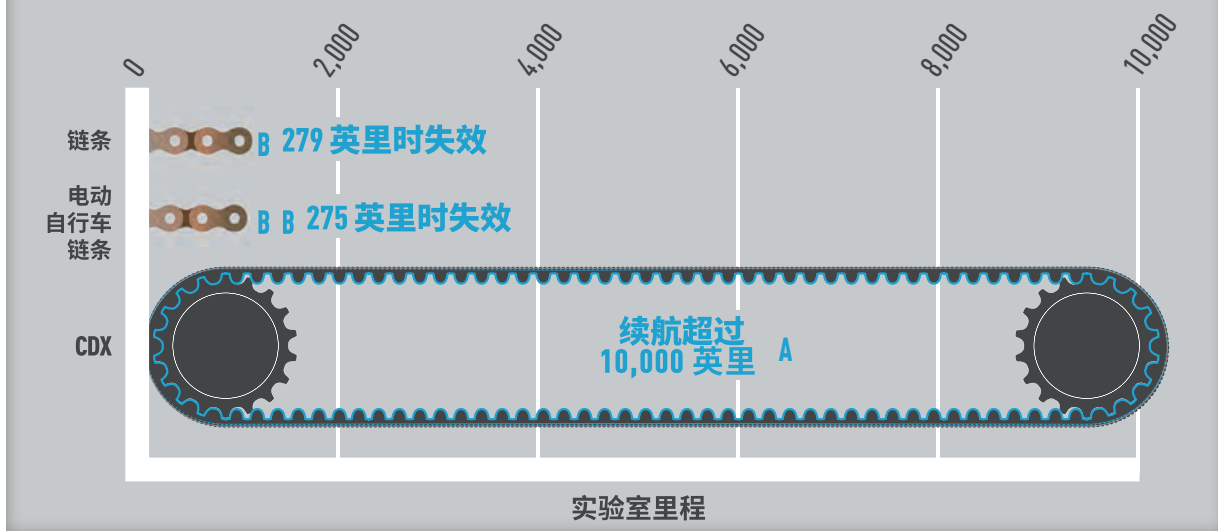 0 2,000 4,000 6,000 8,000 10,000
链条 B 279 英里时失效
电动
自行车
链条
B B 275 英里时失效
CDX
续航超过
10,000 英里 A
实验室里程